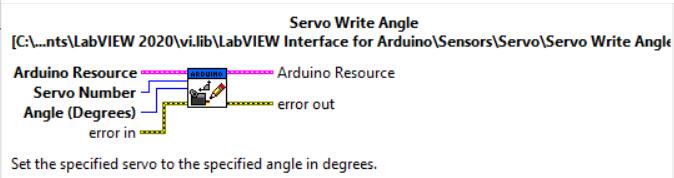 Servo Write Angle
[C:\...nts\LabVIEW 2020\vi.lib\LabVIEW Interface for Arduino\Sensors\Servo\Servo Write Angle
Arduino Resource
ARDUINO
Arduino Resource
Servo Number
Angle (Degrees)
error out
error in
Set the specified servo to the specified angle in degrees.